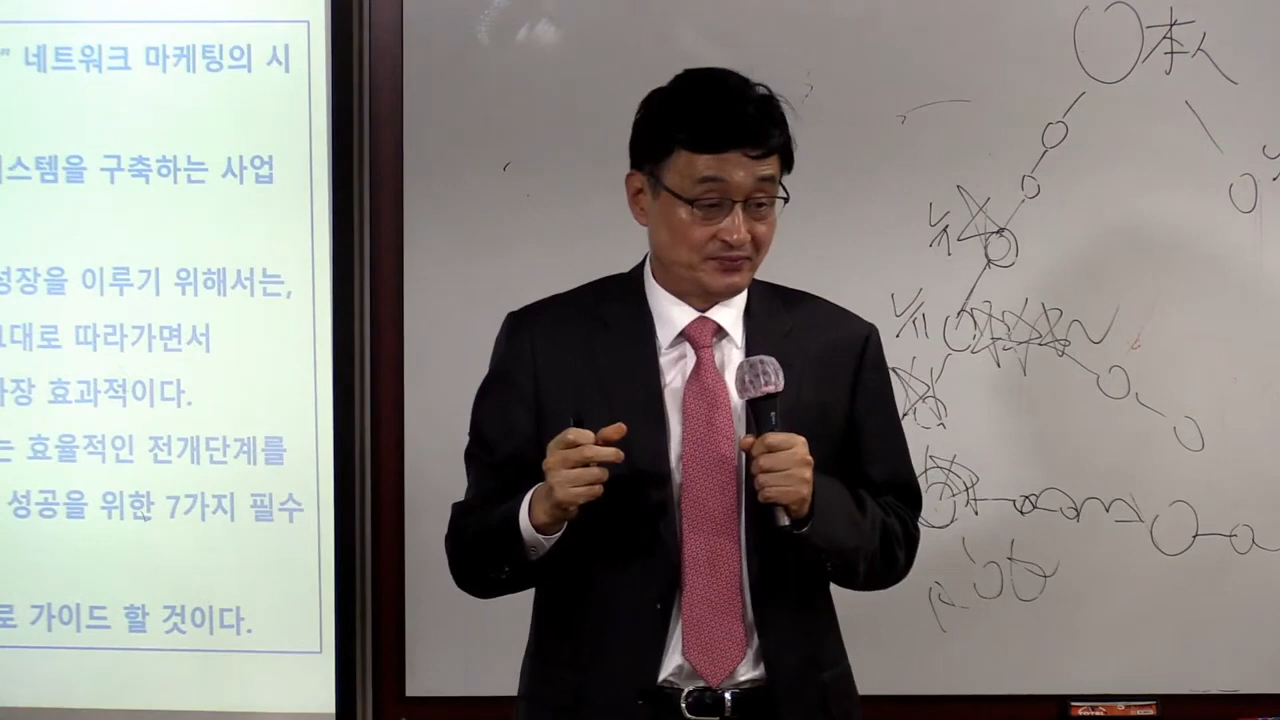 " 네트워크 마케팅의 시
스템을 구축하는 사업
성장을 이루기 위해서는,
그대로 따라가면서
가장 효과적이다.
는 효율적인 전개단계를
성공을 위한 7가지 필수
로 가이드 할 것이다.
本人